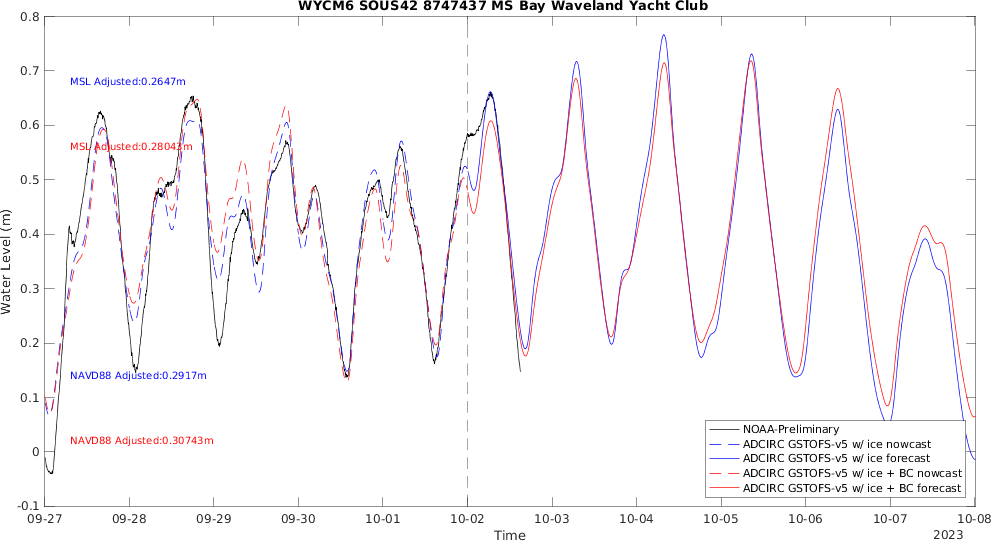 WYCM6 SOUS42 8747437 MS Bay Waveland Yacht Club
0.8
0.7
0.6
0.5
0.4
0.3
0.2
0.1
0
-0.1
Water Level (m)
MSL Adjusted:0.2647m
MSL Adjusted:0.28043m
NAVD88 Adjusted:0.2917m
NAVD88 Adjusted:0.30743m
NOAA-Preliminary
ADCIRC GSTOFS-v5 w/ ice nowcast
ADCIRC GSTOFS-v5 w/ ice forecast
ADCIRC GSTOFS-v5 w/ ice + BC nowcast
ADCIRC GSTOFS-v5 w/ ice + BC forecast
09-27 09-28 09-29 09-30 10-01 10-02 10-03 10-04 10-05 10-06 10-07 10-08
Time
2023